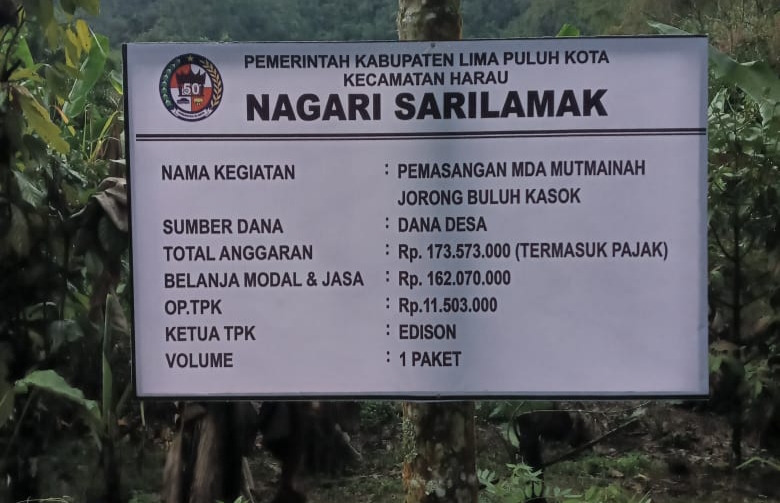 PEMERINTAH KABUPATEN LIMA PULUH KOTA
KECAMATAN HARAU
NAGARI SARILAMAK
50
NAMA KEGIATAN : PEMASANGAN MDA MUTMAINAH
JORONG BULUH KASOK
SUMBER DANA : DANA DESA
TOTAL ANGGARAN : Rp. 173.573.000 (TERMASUK PAJAK)
BELANJA MODAL & JASA : Rp. 162.070.000
OP.TPK : Rp.11.503.000
KETUA TPK : EDISON
VOLUME : 1 PAKET